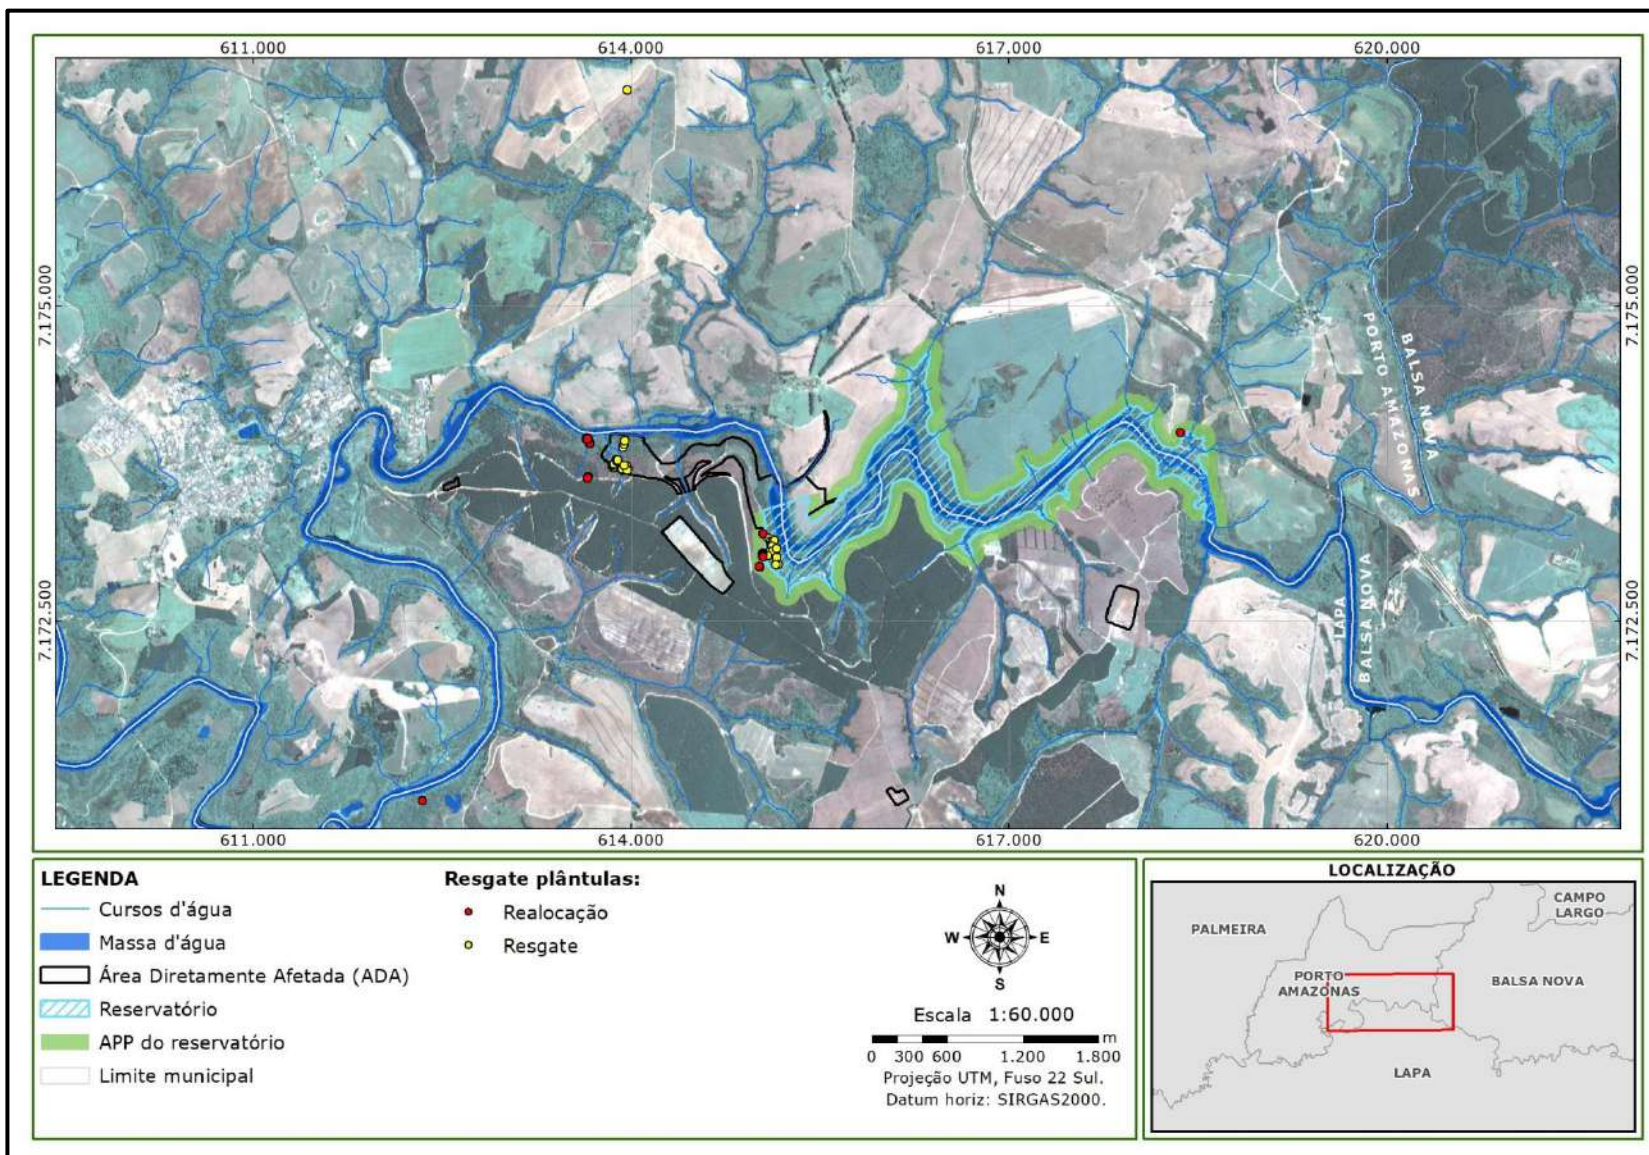 611.000 614.000 617.000 620.000
7.175.000
7.175.000
PORTO AMAZONAS
BALSA NOVA
7.172.500
7.172.500
LAPA
BALSA NOVA
611.000 614.000 617.000 620.000
LEGENDA
Cursos d'água
Massa d'água
Área Diretamente Afetada (ADA)
Reservatório
APP do reservatório
Limite municipal
Resgate plântulas:
Realocação
Resgate
N
W E
S
Escala 1:60.000
m
0 300 600 1.200 1.800
Projeção UTM, Fuso 22 Sul.
Datum horiz: SIRGAS2000.
LOCALIZAÇÃO
CAMPO
LARGO
PALMEIRA
PORTO
AMAZONAS
BALSA NOVA
LAPA